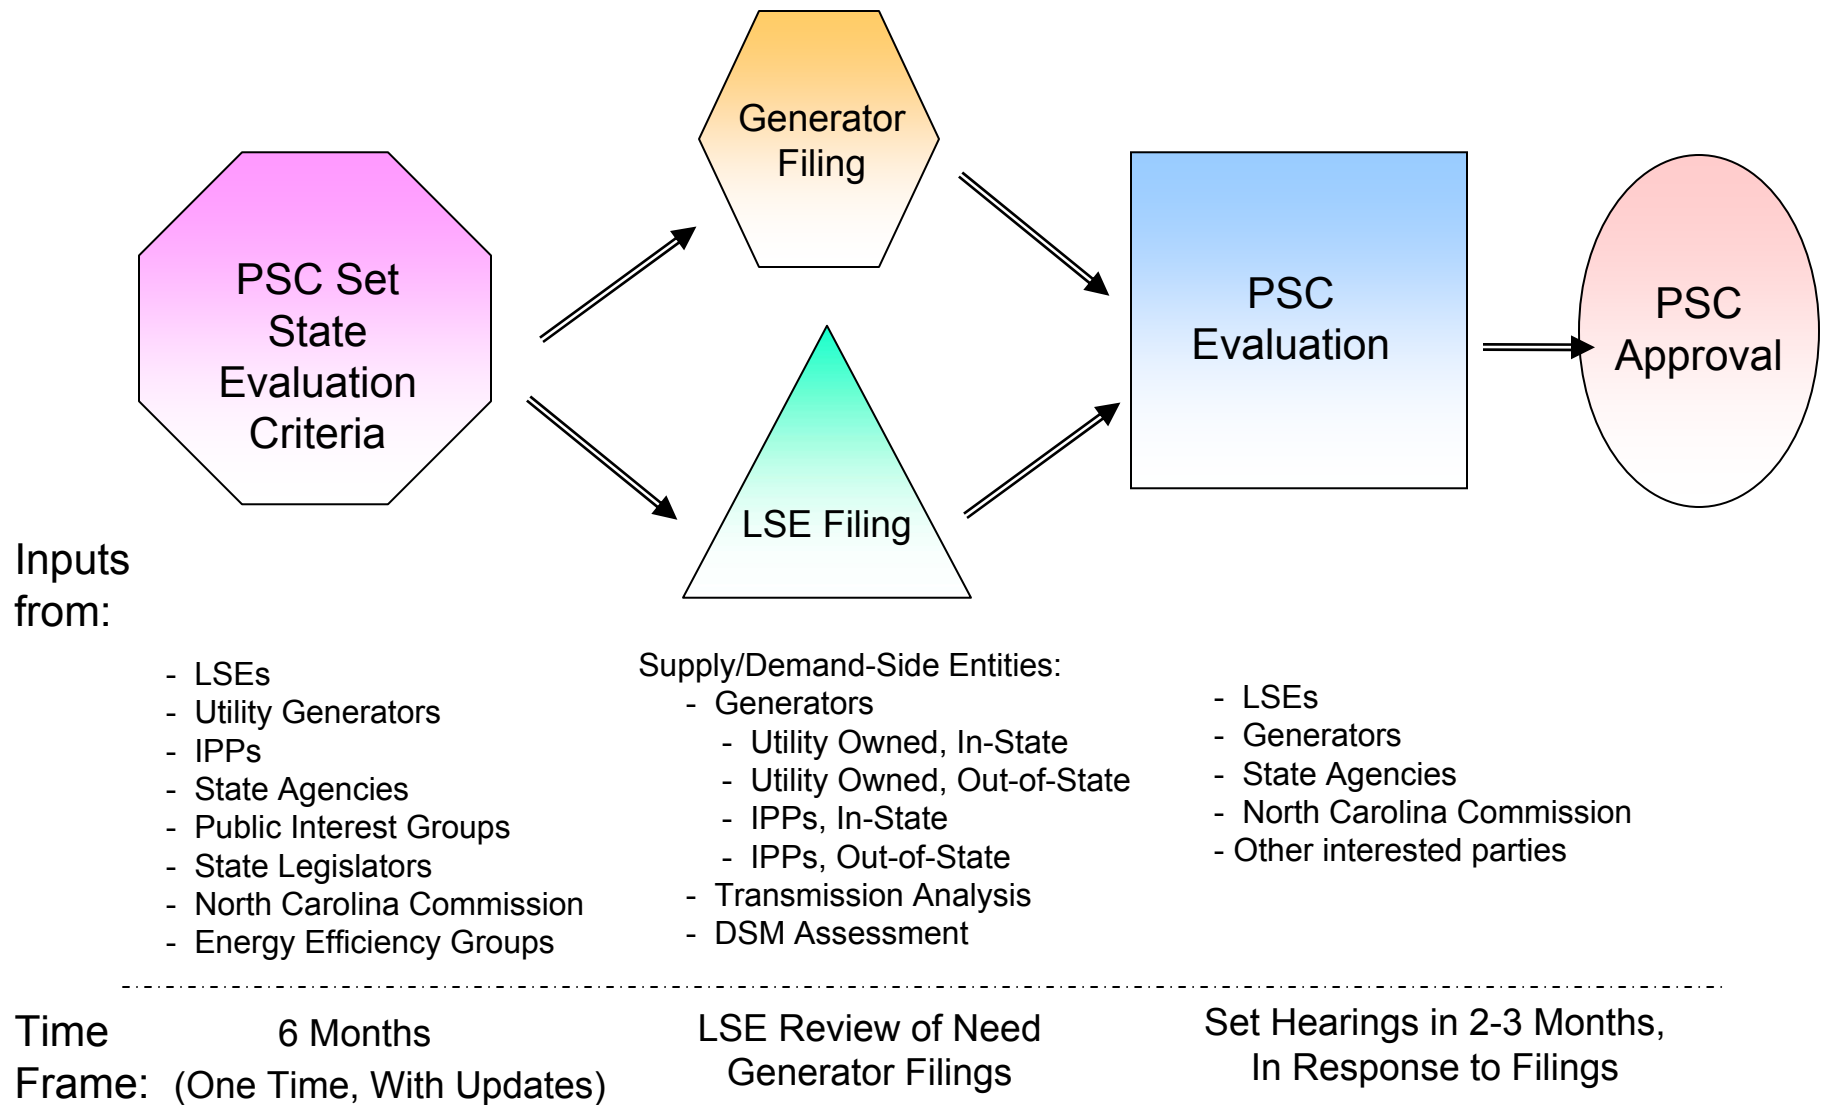 Generator
Filing
PSC Set
State
Evaluation
Criteria
LSE Filing
PSC
Evaluation
PSC
Approval
Inputs
from:
- LSEs
- Utility Generators
- IPPs
- State Agencies
- Public Interest Groups
- State Legislators
- North Carolina Commission
- Energy Efficiency Groups
Supply/Demand-Side Entities:
- Generators
- Utility Owned, In-State
- Utility Owned, Out-of-State
- IPPs, In-State
- IPPs, Out-of-State
- Transmission Analysis
- DSM Assessment
- LSEs
- Generators
- State Agencies
- North Carolina Commission
- Other interested parties
Time
Frame:
6 Months
(One Time, With Updates)
LSE Review of Need
Generator Filings
Set Hearings in 2-3 Months,
In Response to Filings